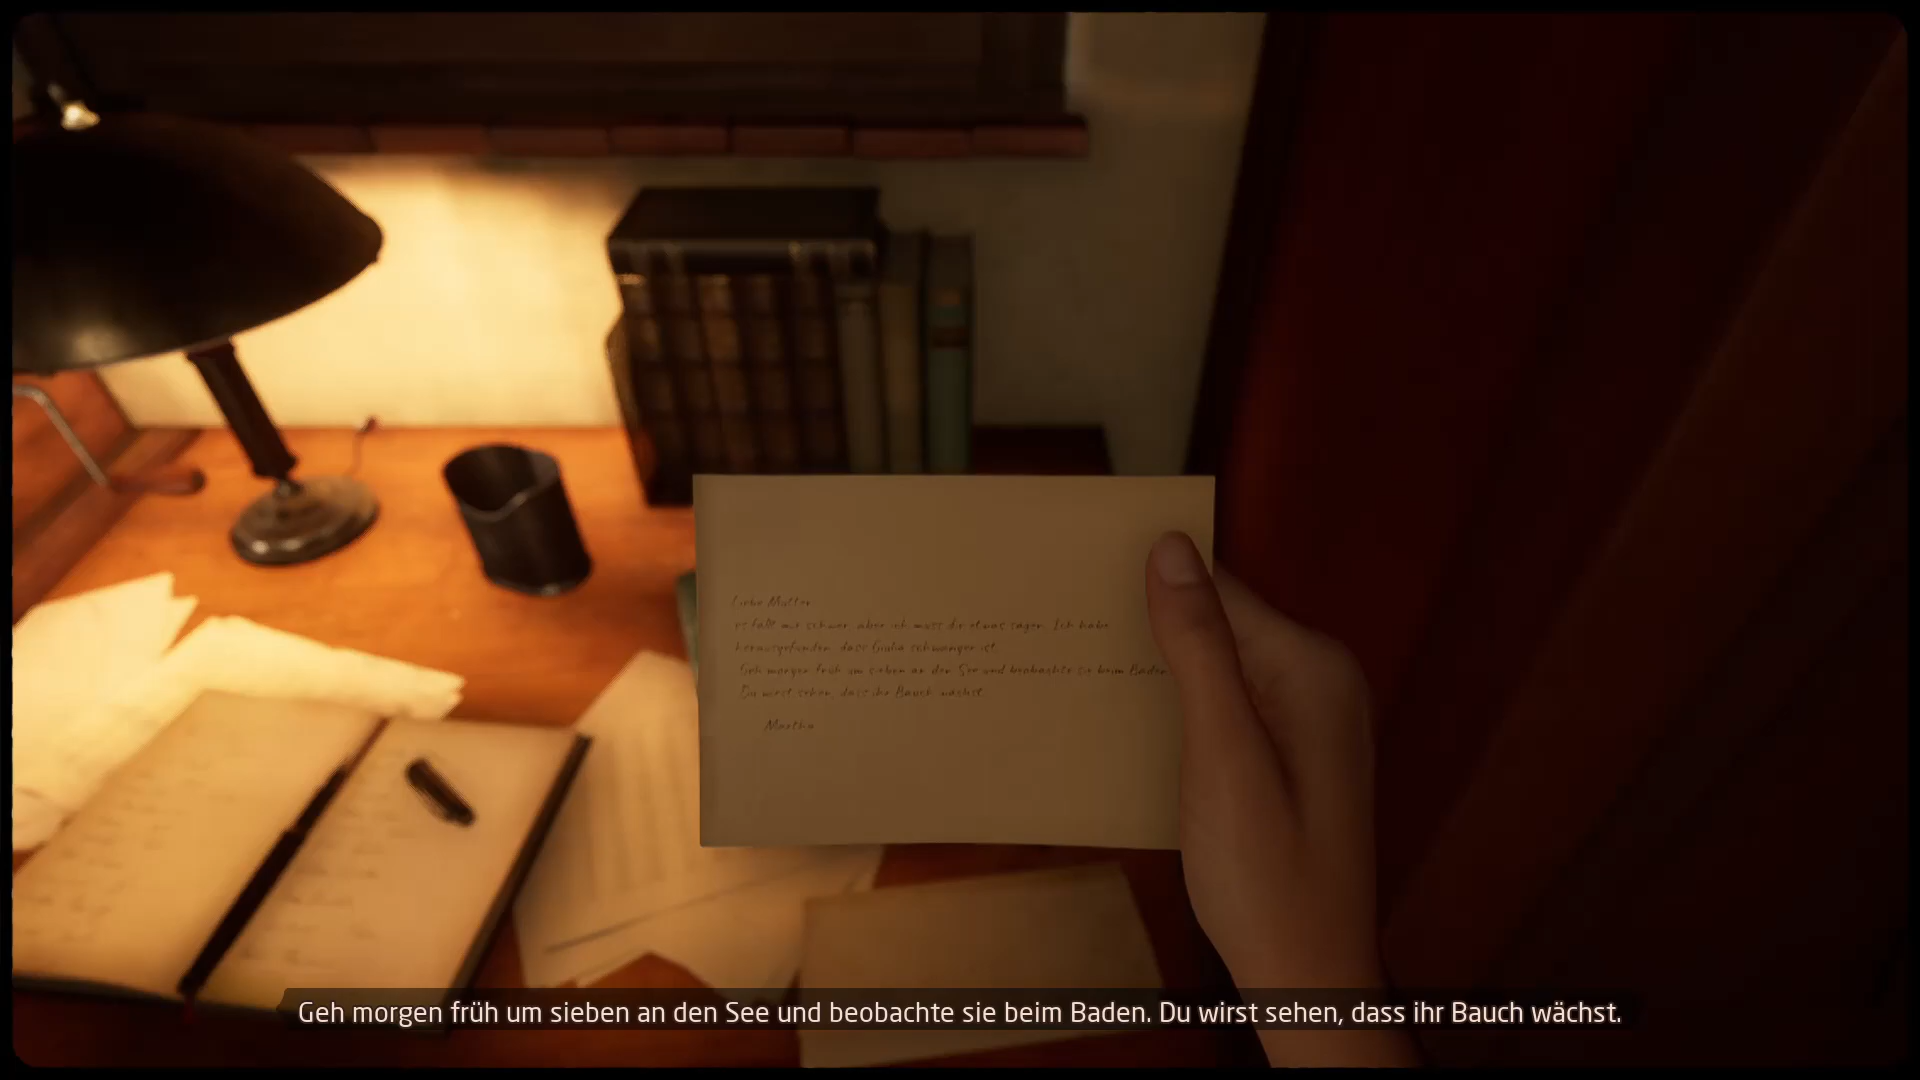 Liebe Mutter
es fällt mir schwer aber ich muss dir etwas sagen. Ich habe
herausgefunden, dass Giulia schwanger ist.
Geh morgen früh um sieben an den See und beobachte sie beim Baden.
Du wirst sehen, dass ihr Bauch wächst.
Martha
Geh morgen früh um sieben an den See und beobachte sie beim Baden. Du wirst sehen, dass ihr Bauch wächst.